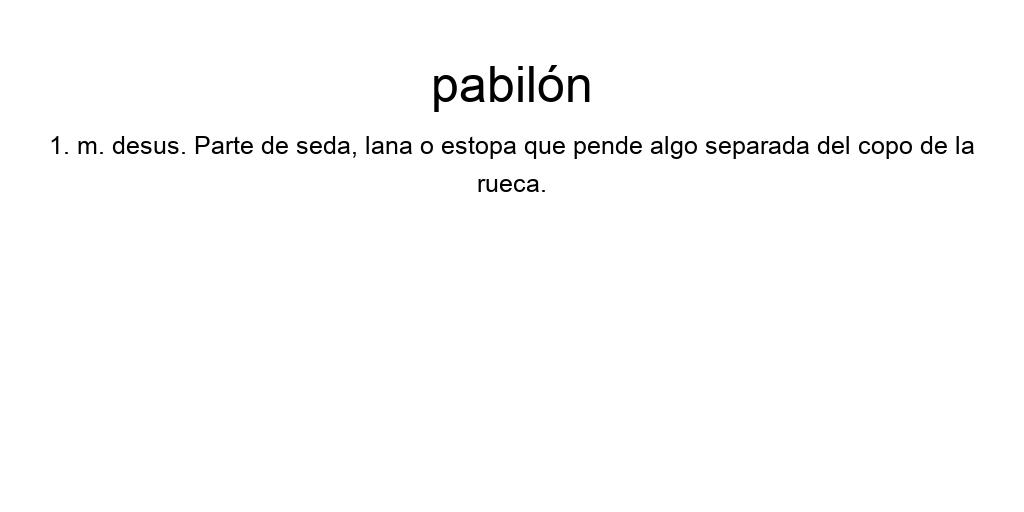 pabilón
1. m. desus. Parte de seda, lana o estopa que pende algo separada del copo de la
rueca.